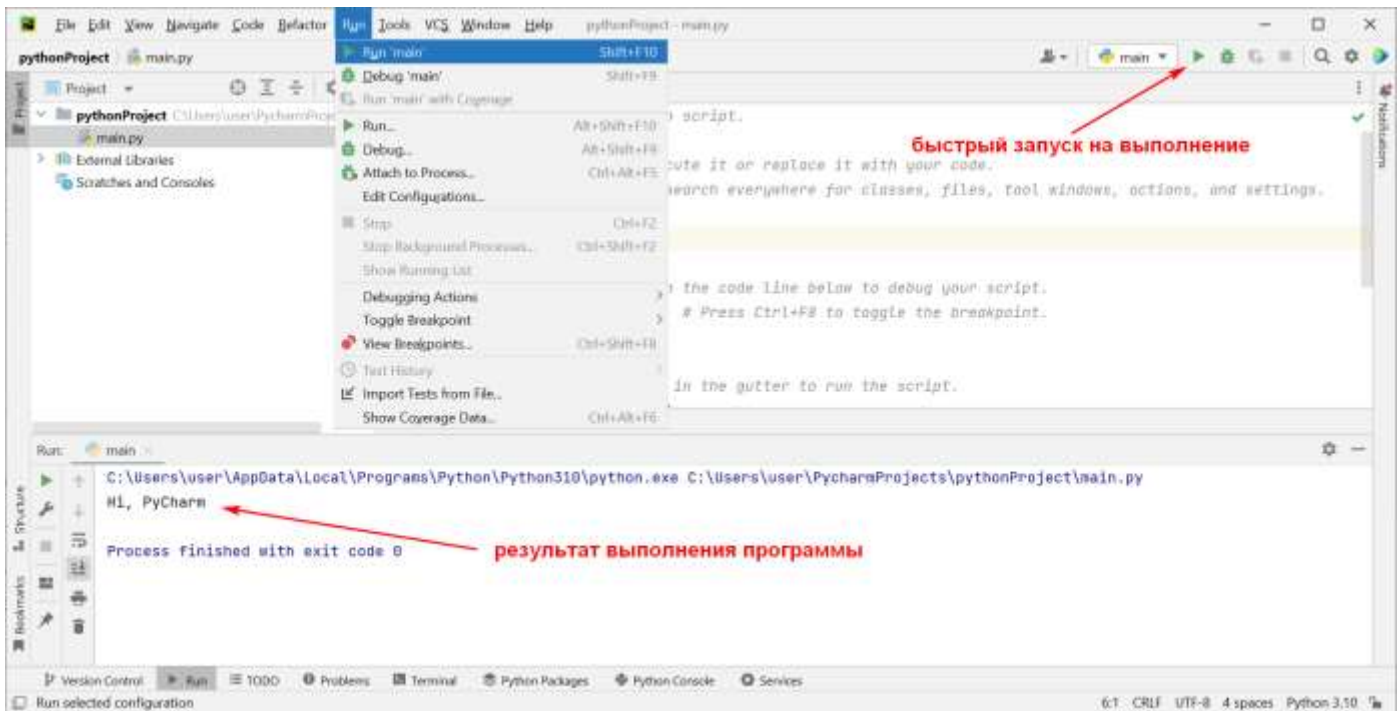 File Edit View Navigate Code Refactor Run Tools VCS Window Help pythonProject - main.py
pythonProject main.py
main
Project
Run 'main' Shift+F10
Debug 'main' Shift+F9
Run 'main' with Coverage
Run... Alt+Shift+F10
Debug... Alt+Shift+F9
Attach to Process... Ctrl+Alt+F5
Edit Configurations...
Stop Ctrl+F2
Stop Background Processes... Ctrl+Shift+F2
Show Running List
Debugging Actions
Toggle Breakpoint
View Breakpoints... Ctrl+Shift+F8
Test History
Import Tests from File...
Show Coverage Data... Ctrl+Alt+F6
Project
pythonProject C:\Users\user\PycharmProje
main.py
External Libraries
Scratches and Consoles
script.
быстрый запуск на выполнение
ute it or replace it with your code.
search everywhere for classes, files, tool windows, actions, and settings.
the code line below to debug your script.
# Press Ctrl+F8 to toggle the breakpoint.
in the gutter to run the script.
Notifications
Run: main
C:\Users\user\AppData\Local\Programs\Python\Python310\python.exe C:\Users\user\PycharmProjects\pythonProject\main.py
Hi, PyCharm
Process finished with exit code 0
результат выполнения программы
Structure
Bookmarks
Version Control Run TODO Problems Terminal Python Packages Python Console Services
Run selected configuration 6:1 CRLF UTF-8 4 spaces Python 3.10